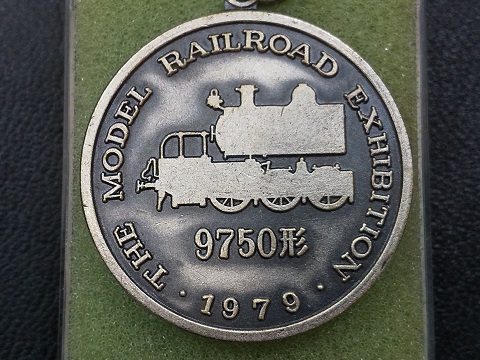 THE MODEL RAILROAD EXHIBITION
9750形
· 1979 ·